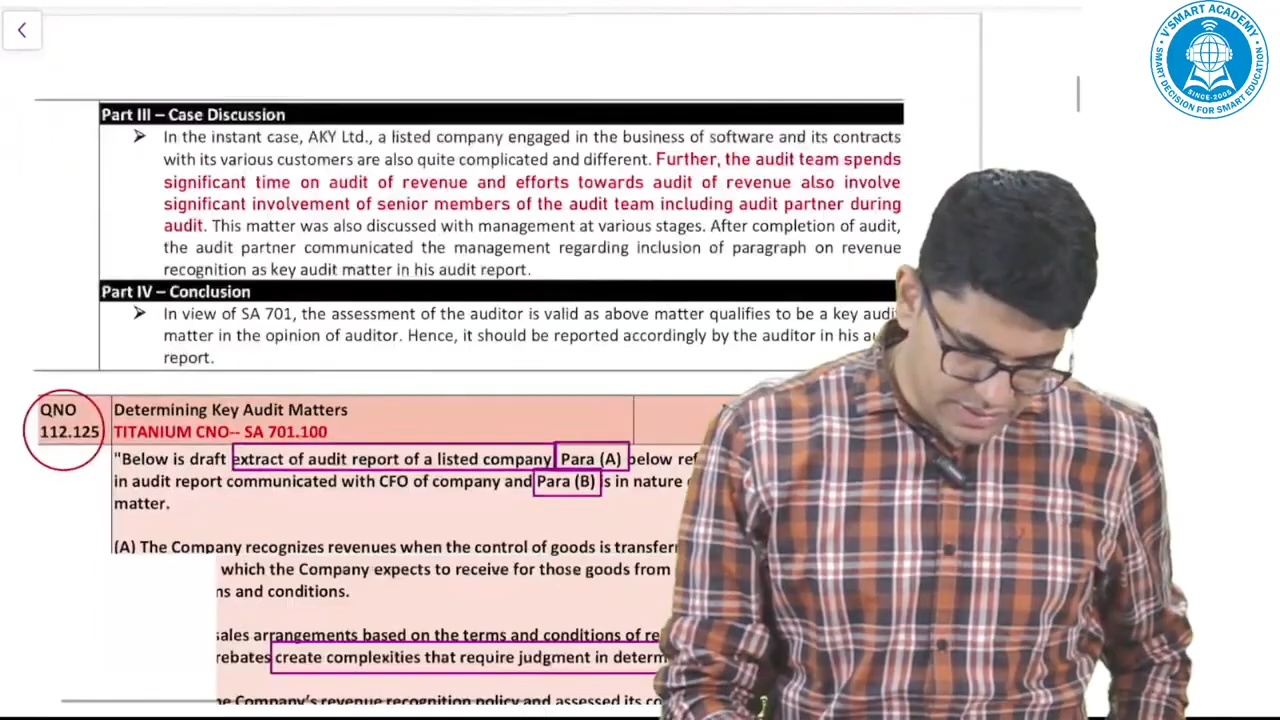 V'SMART ACADEMY
SMART DECISION FOR SMART EDUCATION
SINCE-2005
Part III – Case Discussion
➤ In the instant case, AKY Ltd., a listed company engaged in the business of software and its contracts
with its various customers are also quite complicated and different. Further, the audit team spends
significant time on audit of revenue and efforts towards audit of revenue also involve
significant involvement of senior members of the audit team including audit partner during
audit. This matter was also discussed with management at various stages. After completion of audit,
the audit partner communicated the management regarding inclusion of paragraph on revenue
recognition as key audit matter in his audit report.
Part IV – Conclusion
➤ In view of SA 701, the assessment of the auditor is valid as above matter qualifies to be a key
matter in the opinion of auditor. Hence, it should be reported accordingly by the auditor in his
report.
QNO
112.125
Determining Key Audit Matters
TITANIUM CNO-- SA 701.100
"Below is draft extract of audit report of a listed company Para (A) below
in audit report communicated with CFO of company and Para (B) is in nature
matter.
(A) The Company recognizes revenues when the control of goods is
which the Company expects to receive for those goods from
and conditions.
sales arrangements based on the terms and conditions of
rebates create complexities that require judgment in
Company's revenue recognition policy and assessed its